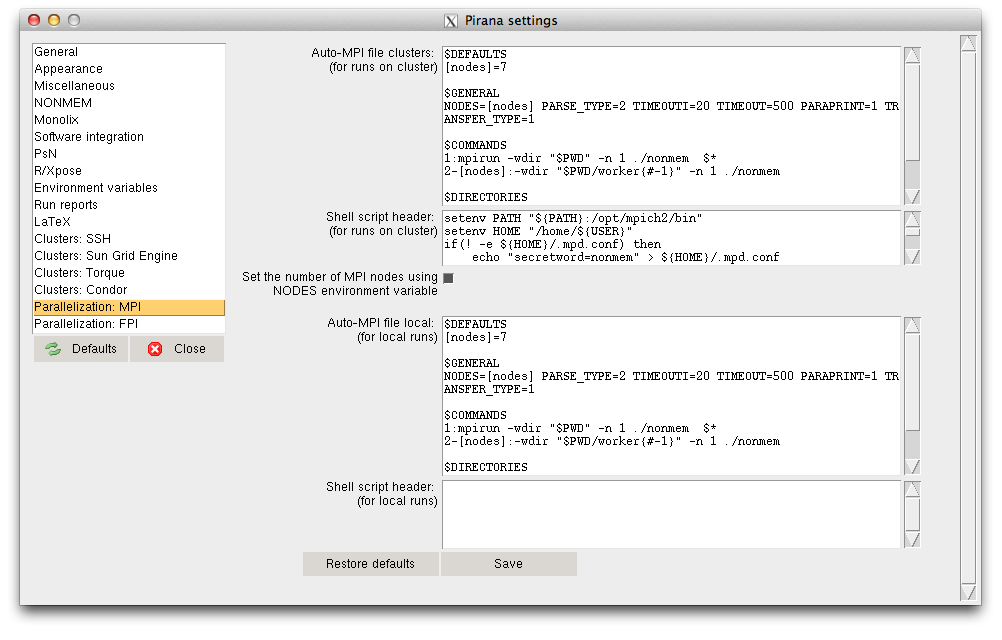 Pirana settings
General
Appearance
Miscellaneous
NONMEM
Monolix
Software integration
PsN
R/Xpose
Environment variables
Run reports
LaTeX
Clusters: SSH
Clusters: Sun Grid Engine
Clusters: Torque
Clusters: Condor
Parallelization: MPI
Parallelization: FPI
Defaults
Close
Auto-MPI file clusters:
(for runs on cluster)
$DEFAULTS
[nodes]=7
$GENERAL
NODES=[nodes] PARSE_TYPE=2 TIMEOUTI=20 TIMEOUT=500 PARAPRINT=1 TR
ANSFER_TYPE=1
$COMMANDS
1:mpirun -wdir "$PWD" -n 1 ./nonmem  $*
2-[nodes]:-wdir "$PWD/worker{#-1}" -n 1 ./nonmem
$DIRECTORIES
Shell script header:
(for runs on cluster)
setenv PATH "${PATH}:/opt/mpich2/bin"
setenv HOME "/home/${USER}"
if(! -e ${HOME}/.mpd.conf) then
    echo "secretword=nonmem" > ${HOME}/.mpd.conf
Set the number of MPI nodes using
NODES environment variable
Auto-MPI file local:
(for local runs)
$DEFAULTS
[nodes]=7
$GENERAL
NODES=[nodes] PARSE_TYPE=2 TIMEOUTI=20 TIMEOUT=500 PARAPRINT=1 TR
ANSFER_TYPE=1
$COMMANDS
1:mpirun -wdir "$PWD" -n 1 ./nonmem  $*
2-[nodes]:-wdir "$PWD/worker{#-1}" -n 1 ./nonmem
$DIRECTORIES
Shell script header:
(for local runs)
Restore defaults
Save